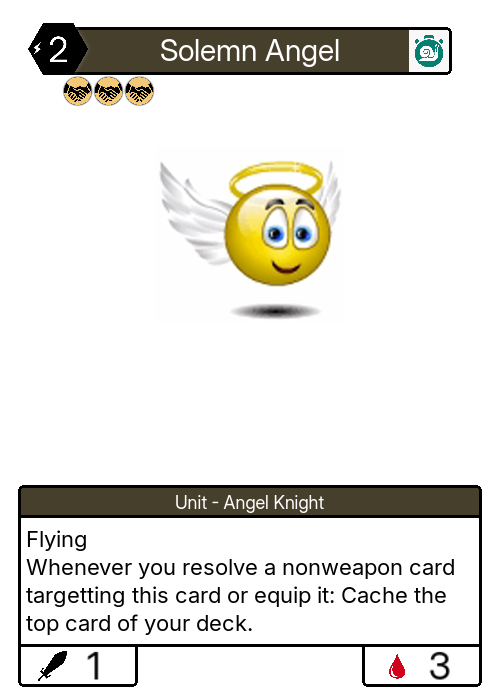 2
Solemn Angel
Unit - Angel Knight
Flying
Whenever you resolve a nonweapon card
targetting this card or equip it: Cache the
top card of your deck.
1
3